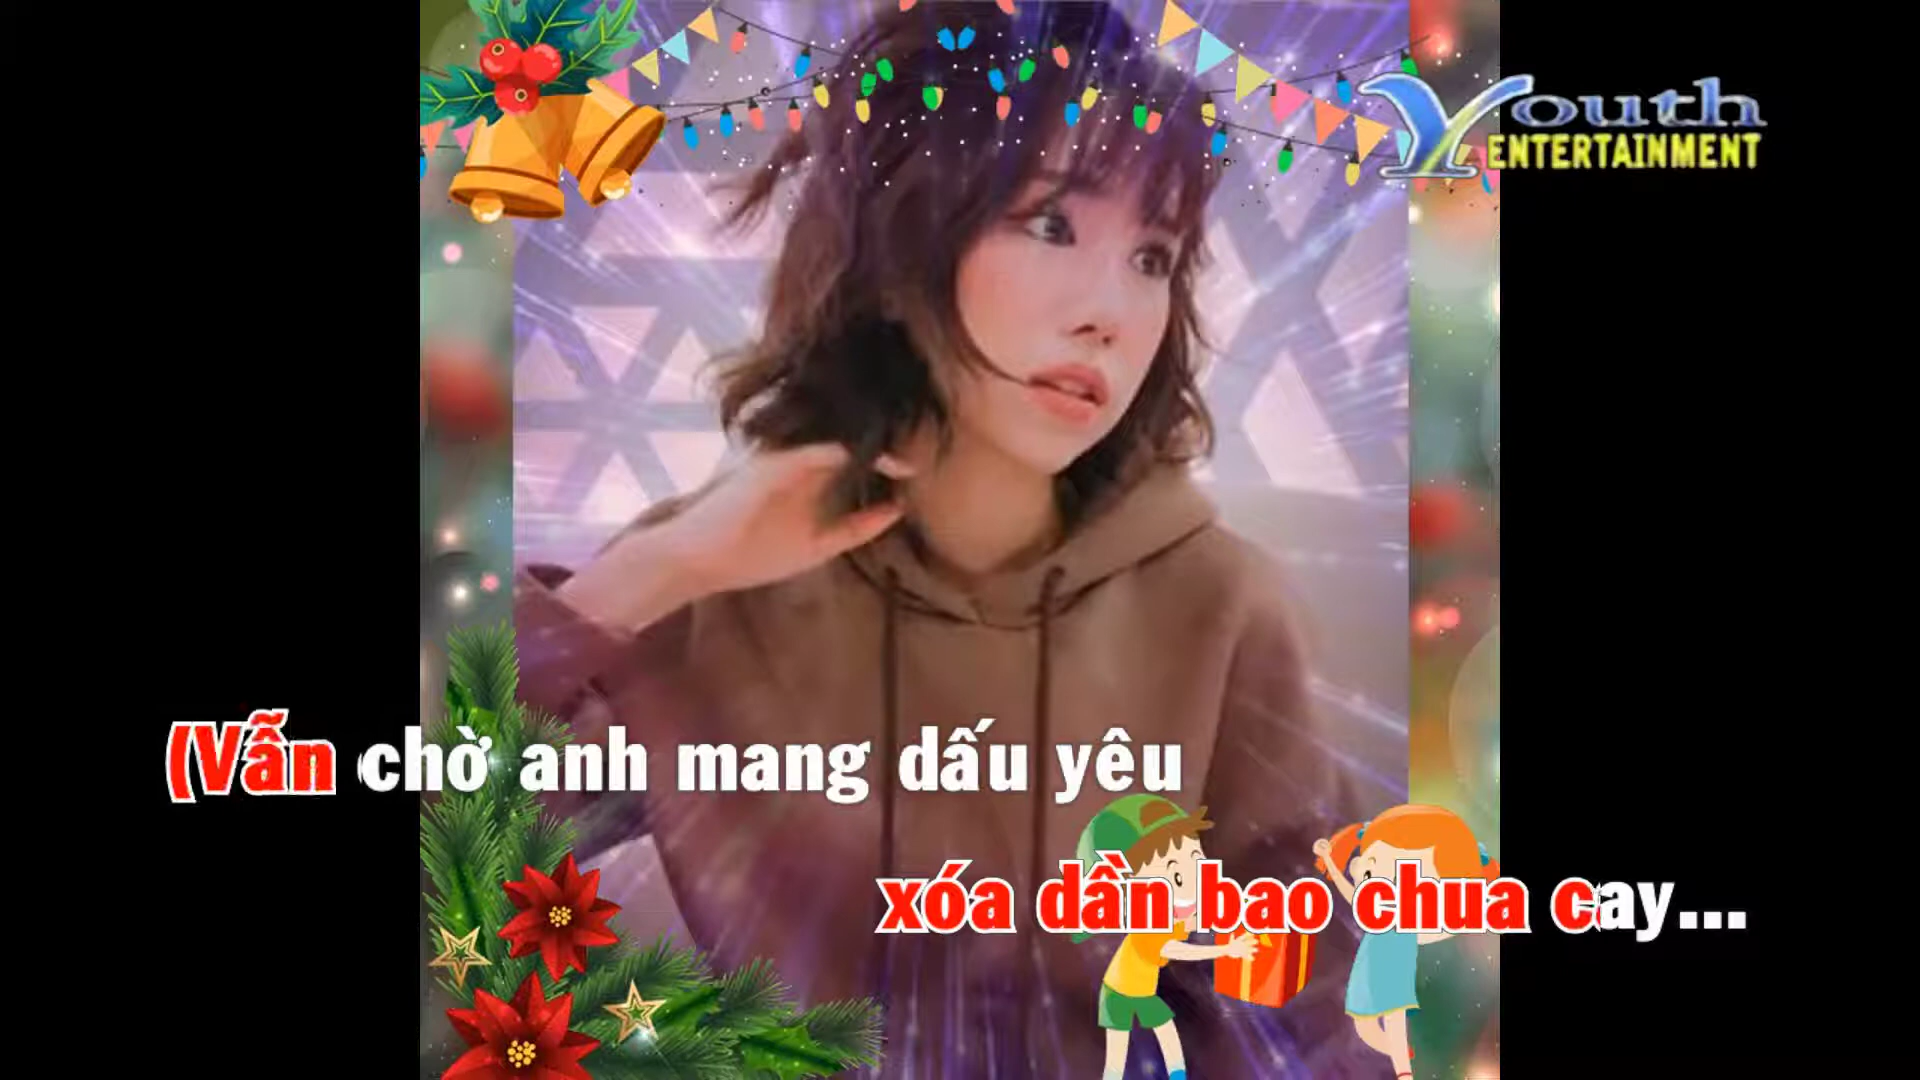 Youth
ENTERTAINMENT
(Vẫn chờ anh mang dấu yêu
xóa dần bao chua cay...